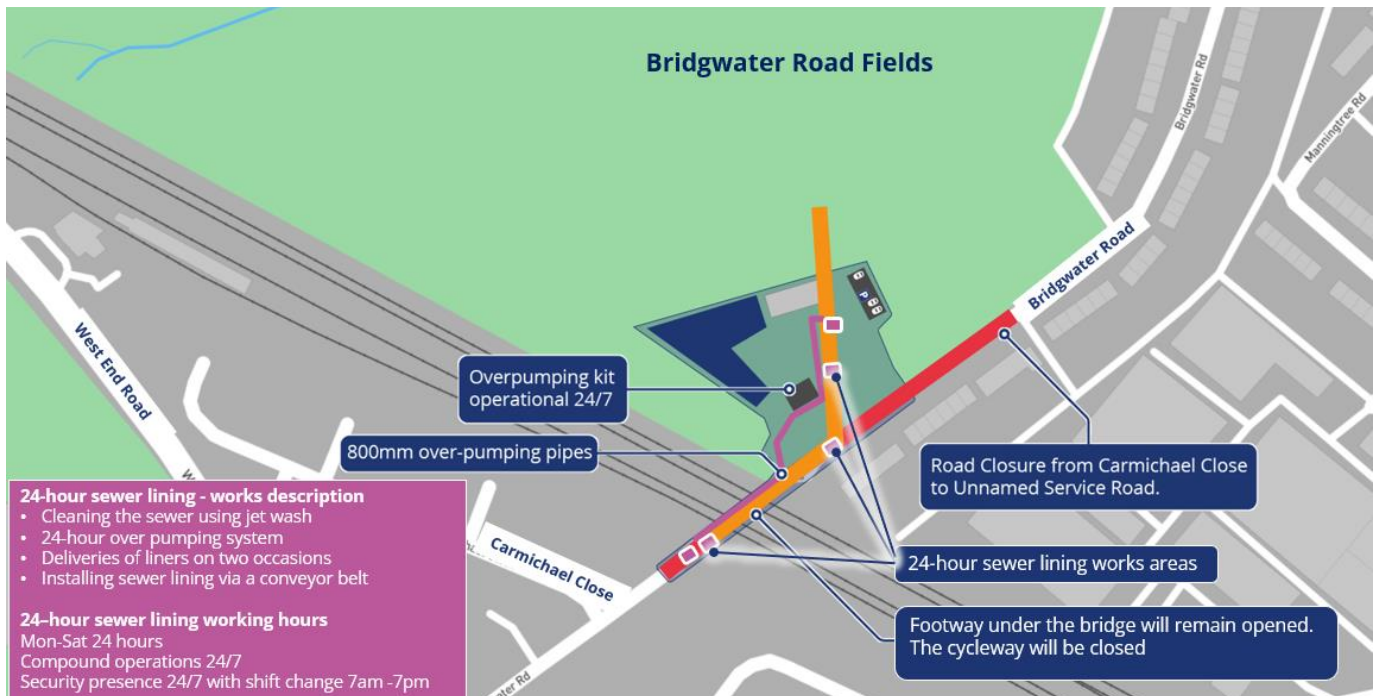 Bridgwater Road Fields
Bridgwater Rd
Manningtree Rd
Bridgwater Road
P
West End Road
W
Overpumping kit
operational 24/7
800mm over-pumping pipes
Road Closure from Carmichael Close
to Unnamed Service Road.
24-hour sewer lining works areas
Carmichael Close
Footway under the bridge will remain opened.
The cycleway will be closed
24-hour sewer lining - works description
• Cleaning the sewer using jet wash
• 24-hour over pumping system
• Deliveries of liners on two occasions
• Installing sewer lining via a conveyor belt
24–hour sewer lining working hours
Mon-Sat 24 hours
Compound operations 24/7
Security presence 24/7 with shift change 7am -7pm
er Rd